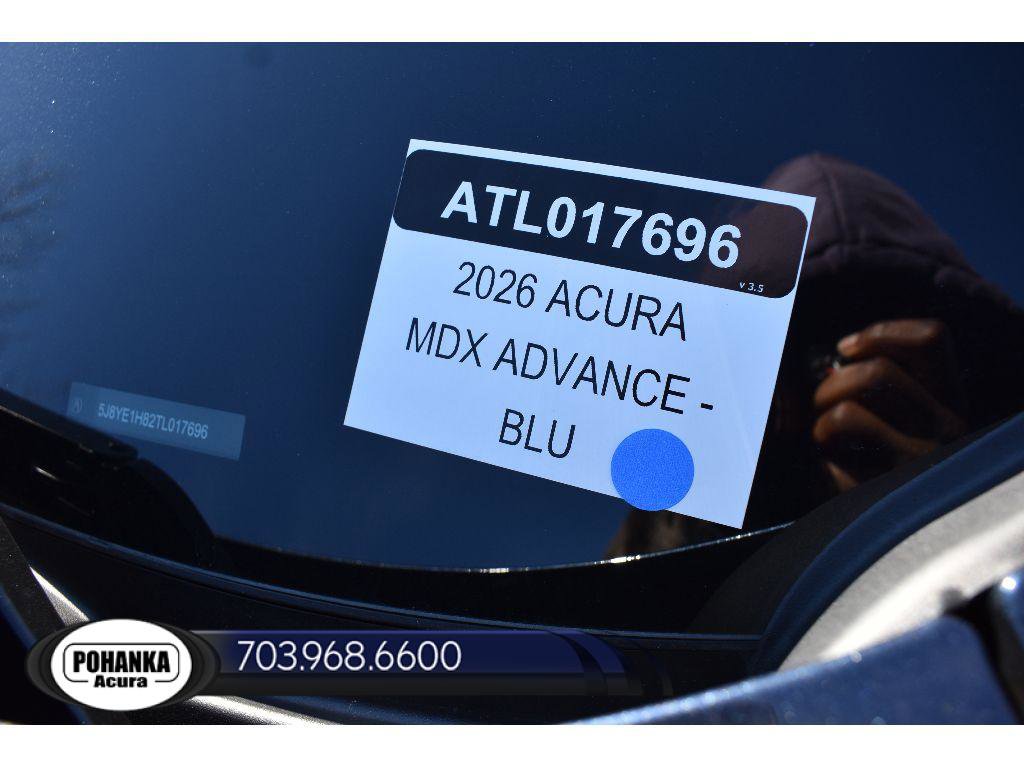 ATL017696
v 3.5
2026 ACURA
MDX ADVANCE -
BLU
5J8YE1H82TL017696
POHANKA
Acura
703.968.6600